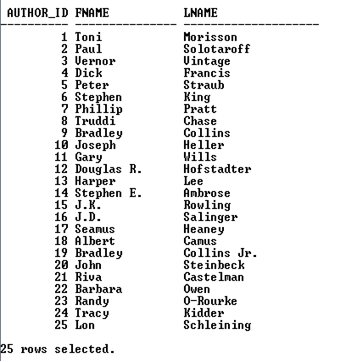 AUTHOR_ID FNAME           LNAME
---------- --------------- --------------------
         1 Toni            Morisson
         2 Paul            Solotaroff
         3 Vernor          Vintage
         4 Dick            Francis
         5 Peter           Straub
         6 Stephen         King
         7 Phillip         Pratt
         8 Truddi          Chase
         9 Bradley         Collins
        10 Joseph          Heller
        11 Gary            Wills
        12 Douglas R.      Hofstadter
        13 Harper          Lee
        14 Stephen E.      Ambrose
        15 J.K.            Rowling
        16 J.D.            Salinger
        17 Seamus          Heaney
        18 Albert          Camus
        19 Bradley         Collins Jr.
        20 John            Steinbeck
        21 Riva            Castelman
        22 Barbara         Owen
        23 Randy           O-Rourke
        24 Tracy           Kidder
        25 Lon             Schleining
25 rows selected.